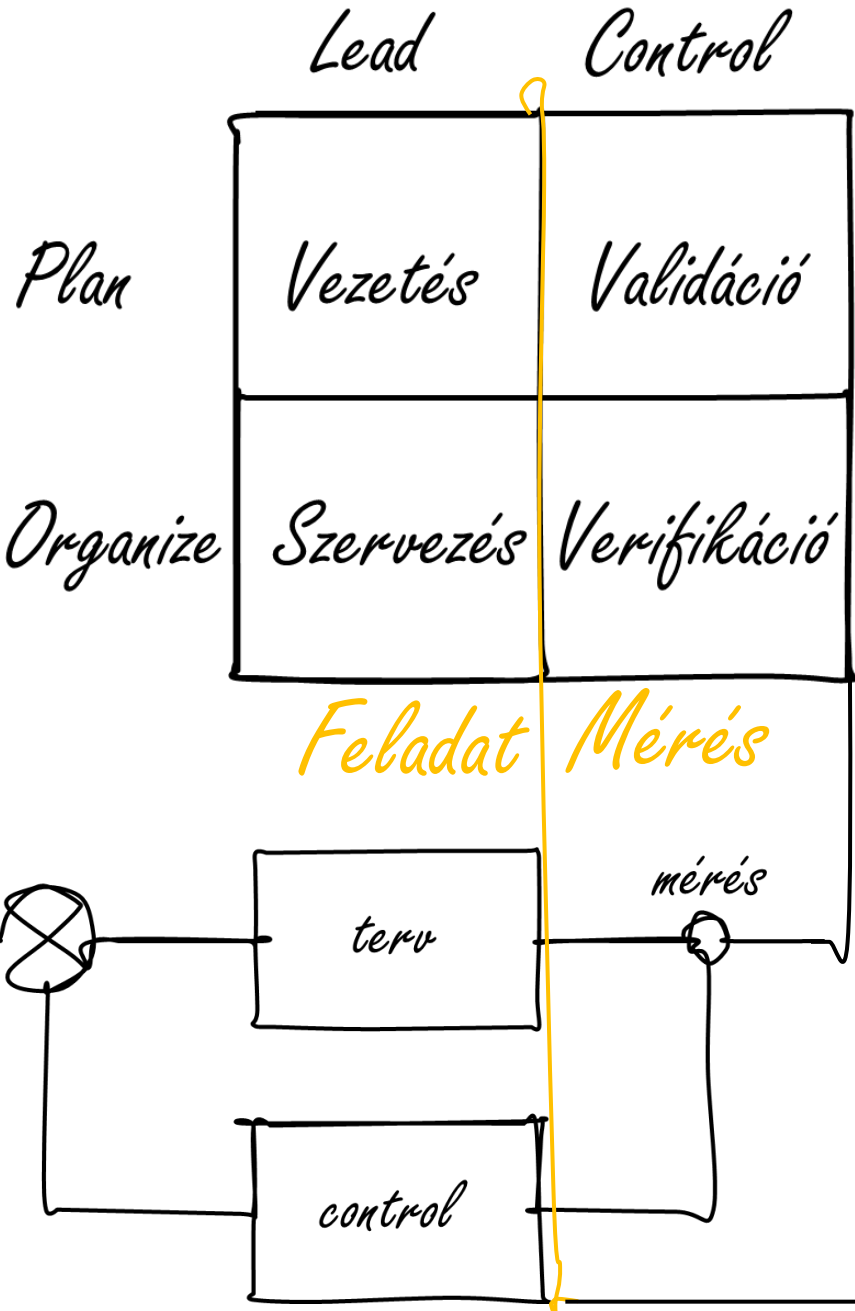 Lead Control
Plan Vezetés Validáció
Organize Szervezés Verifikáció
Feladat Mérés
mérés
terv
control